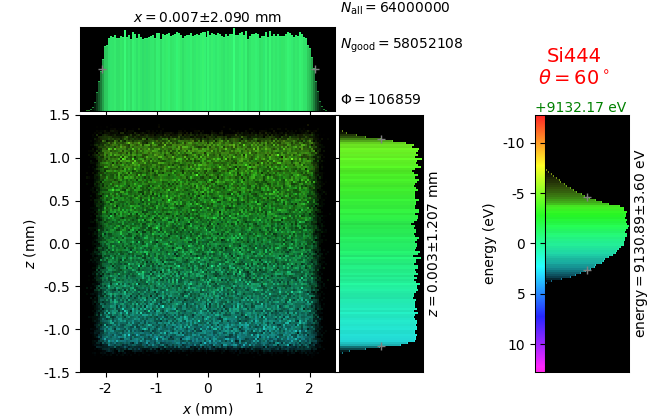 x = 0.007±2.090 mm
N_all = 64000000
N_good = 58052108
Φ = 106859
Si444
θ = 60°
+9132.17 eV
1.5
1.0
0.5
0.0
-0.5
-1.0
-1.5
z (mm)
-2
-1
0
1
2
x (mm)
z = 0.003±1.207 mm
-10
-5
0
5
10
energy (eV)
energy = 9130.89±3.60 eV